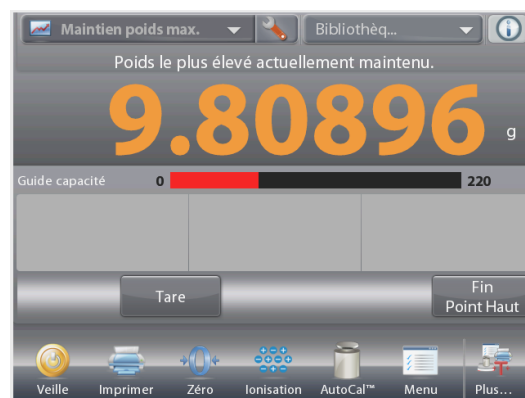 Maintien poids max. Bibliothèq...
Poids le plus élevé actuellement maintenu.
9.80896 g
Guide capacité 0 220
Tare
Fin
Point Haut
Veille Imprimer Zéro Ionisation AutoCal™ Menu Plus...